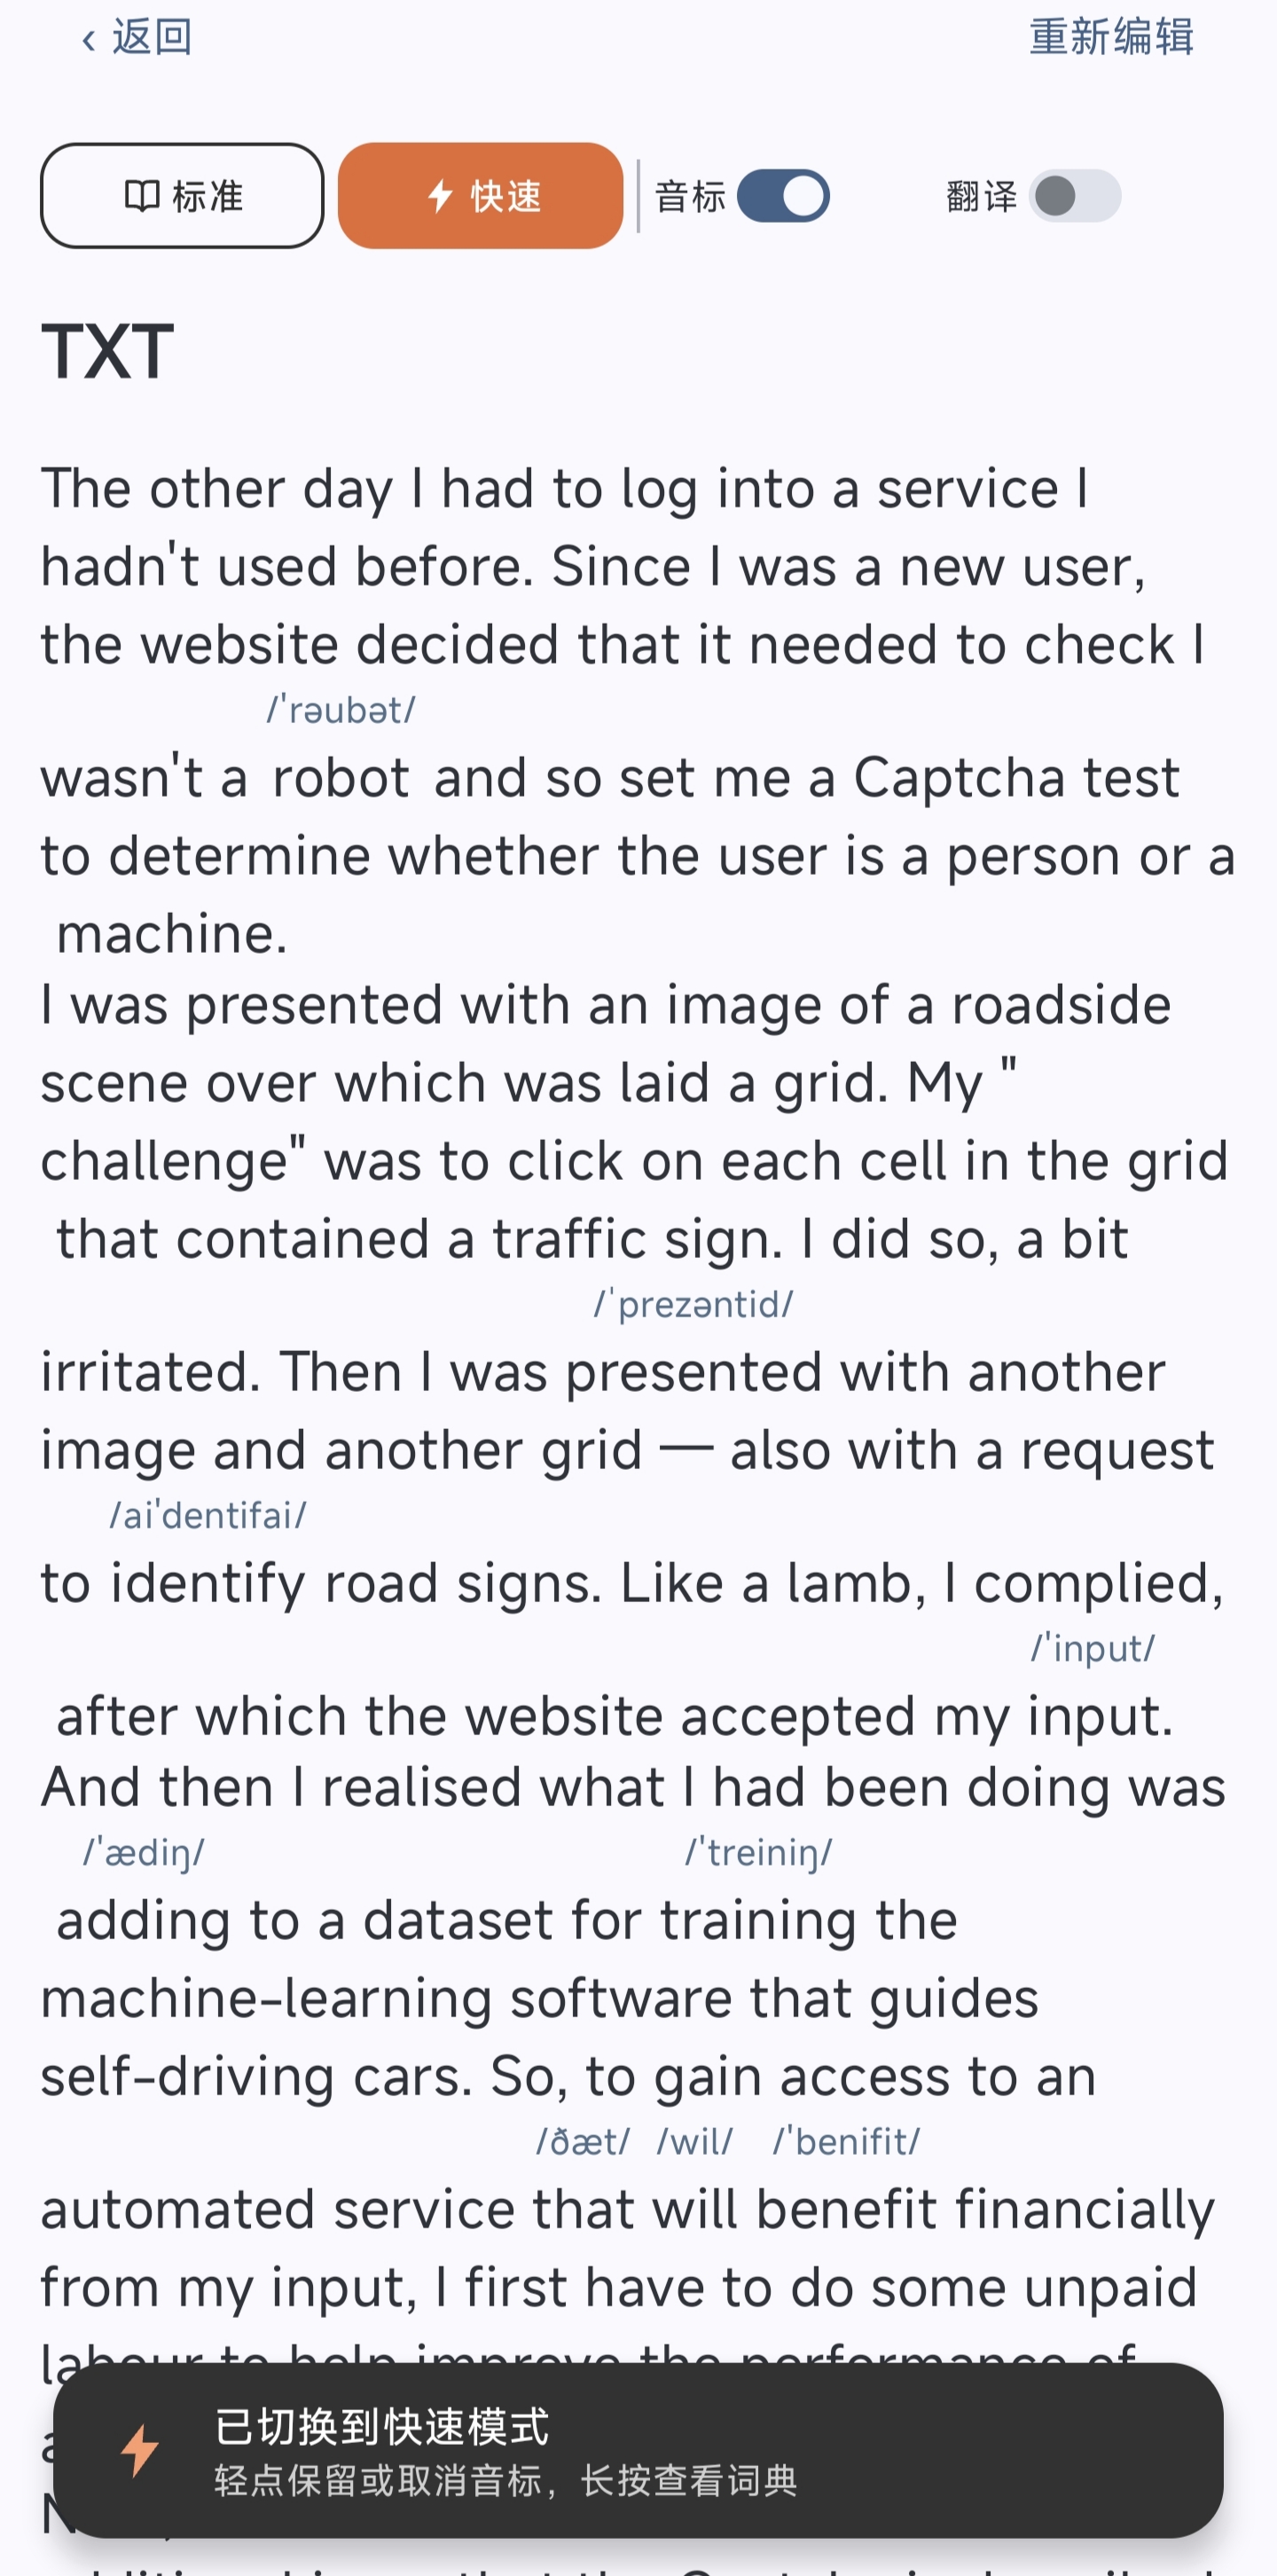 ‹ 返回 重新编辑
标准 快速 音标 翻译
TXT
The other day I had to log into a service I
hadn't used before. Since I was a new user,
the website decided that it needed to check I
/ˈrəubət/
wasn't a robot and so set me a Captcha test
to determine whether the user is a person or a
machine.
I was presented with an image of a roadside
scene over which was laid a grid. My "
challenge" was to click on each cell in the grid
that contained a traffic sign. I did so, a bit
/ˈprezəntid/
irritated. Then I was presented with another
image and another grid — also with a request
/aiˈdentifai/
to identify road signs. Like a lamb, I complied,
/ˈinput/
after which the website accepted my input.
And then I realised what I had been doing was
/ˈædiŋ/ /ˈtreiniŋ/
adding to a dataset for training the
machine-learning software that guides
self-driving cars. So, to gain access to an
/ðæt/ /wil/ /ˈbenifit/
automated service that will benefit financially
from my input, I first have to do some unpaid
labour to help improve the performance of
已切换到快速模式
轻点保留或取消音标，长按查看词典